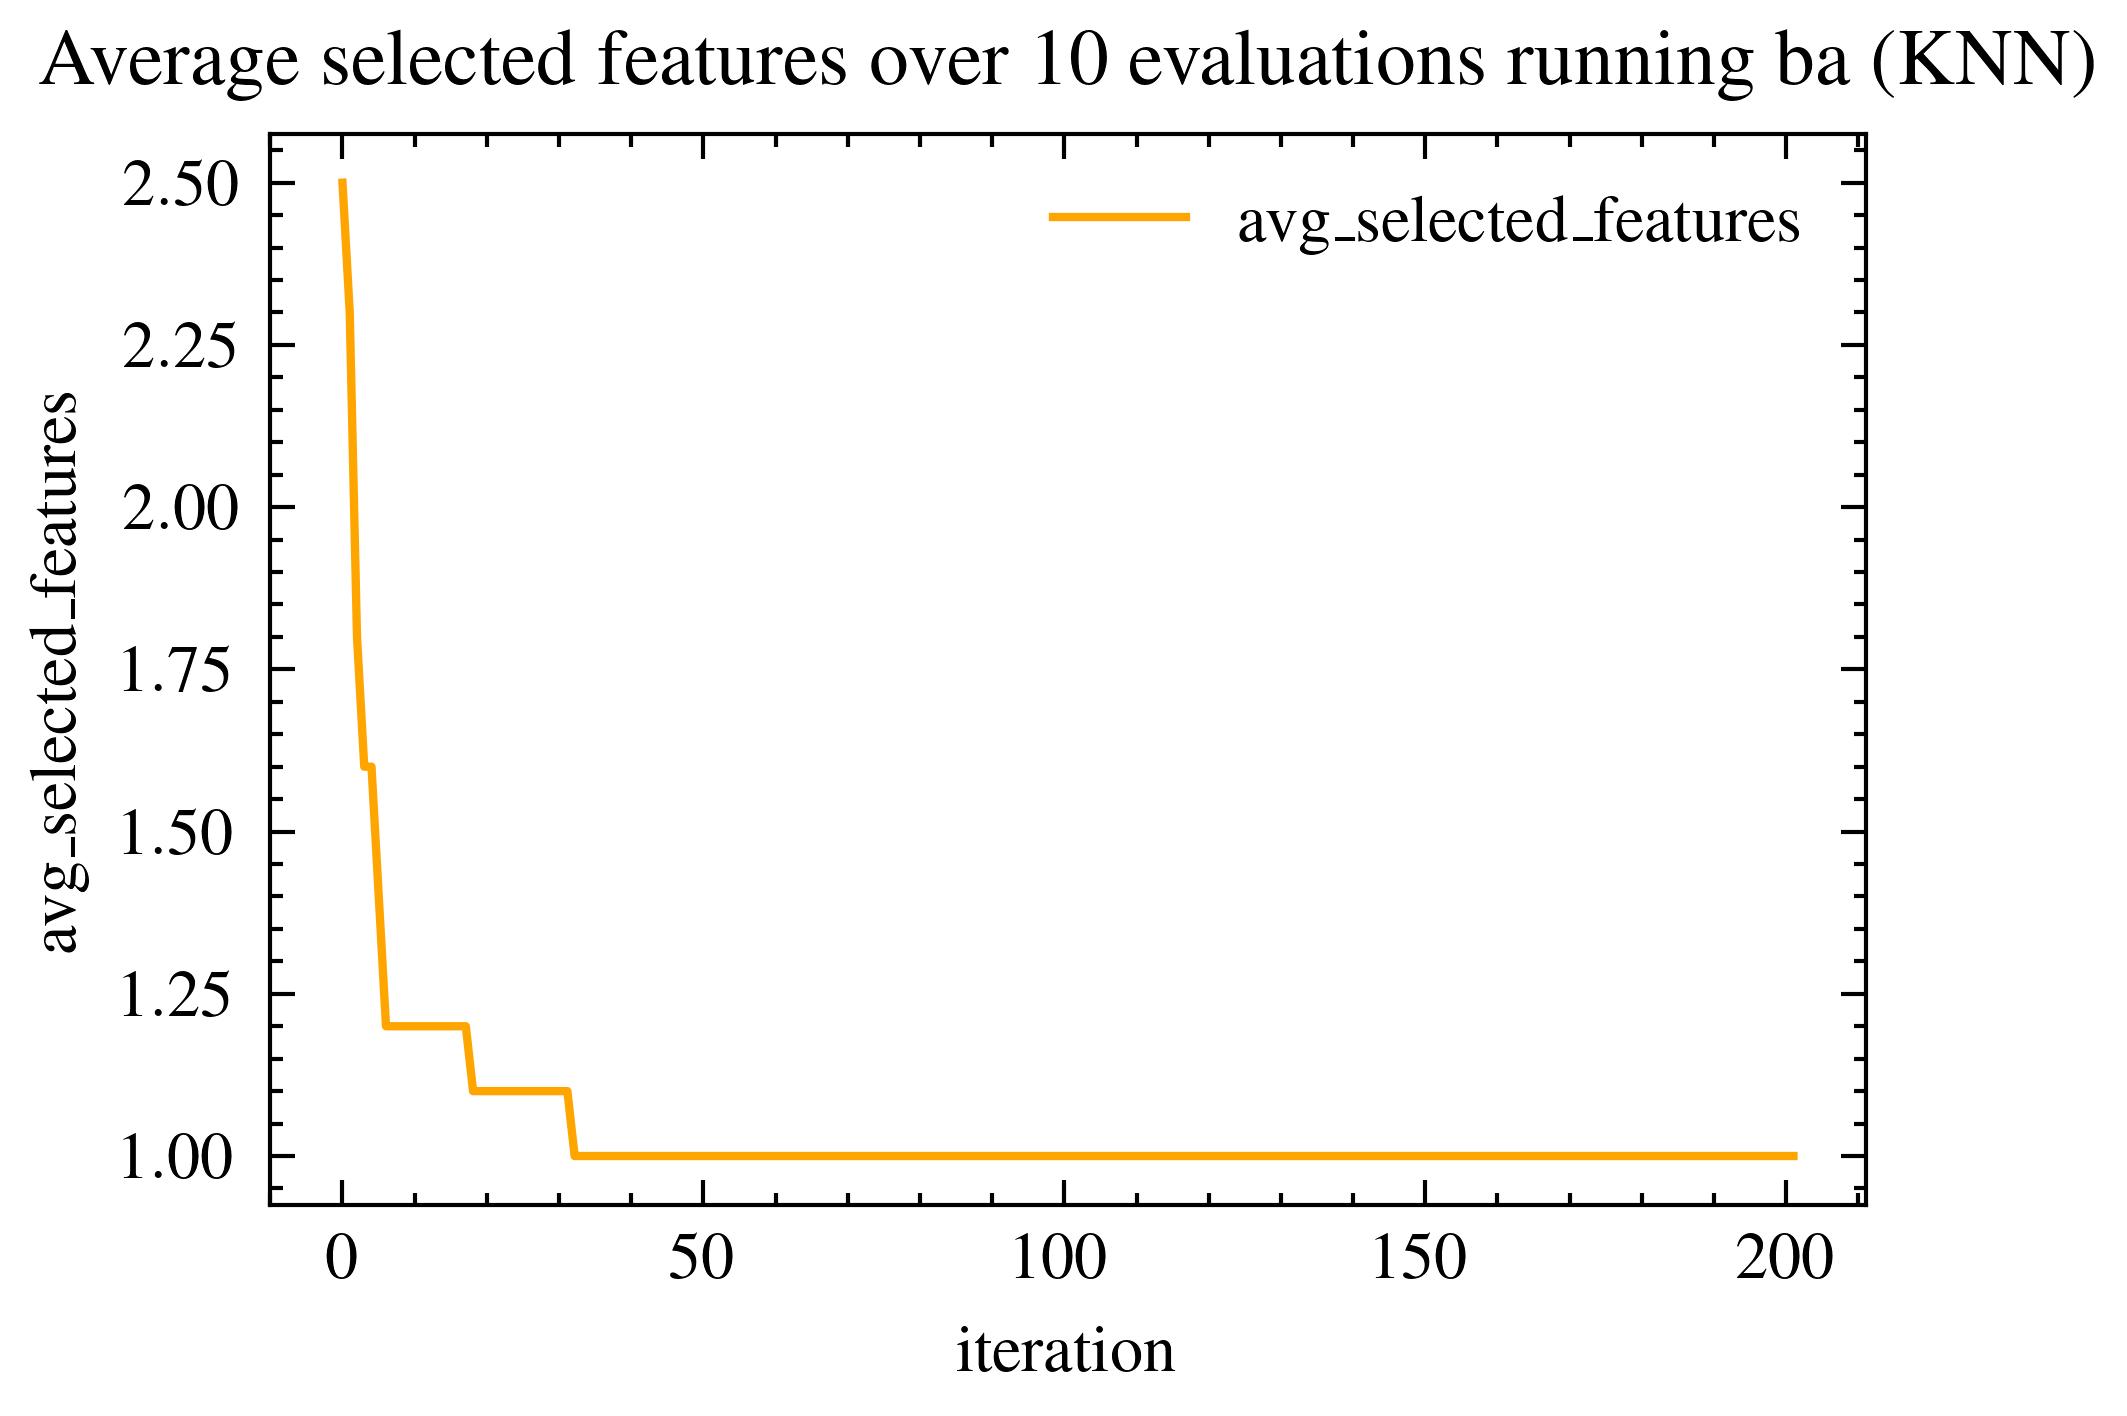 Average selected features over 10 evaluations running ba (KNN)
avg_selected_features
2.50
2.25
2.00
1.75
1.50
1.25
1.00
avg_selected_features
0 50 100 150 200
iteration